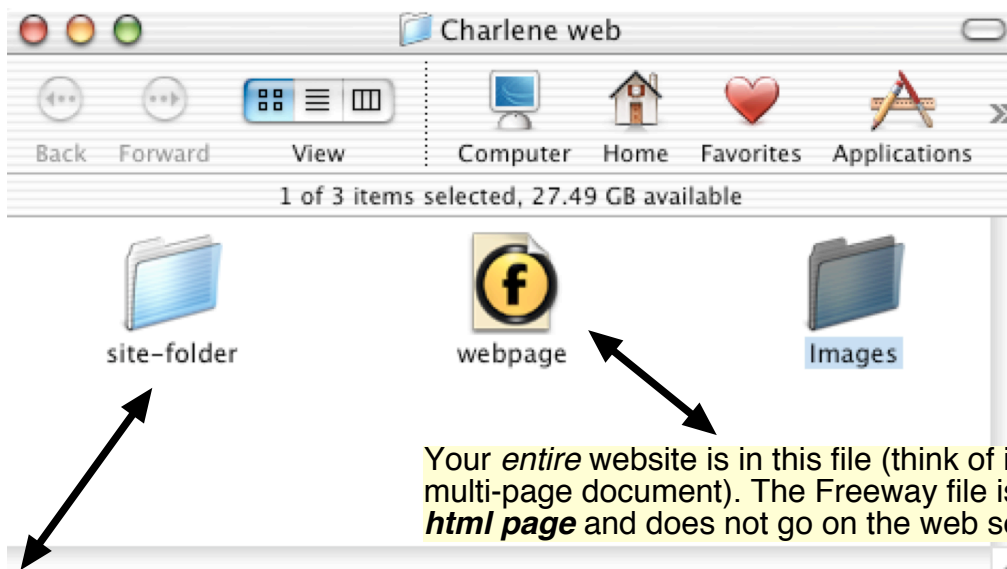 Charlene web
Back Forward View Computer Home Favorites Applications
1 of 3 items selected, 27.49 GB available
f
site-folder webpage Images
Your entire website is in this file (think of
multi-page document). The Freeway file is
html page and does not go on the web